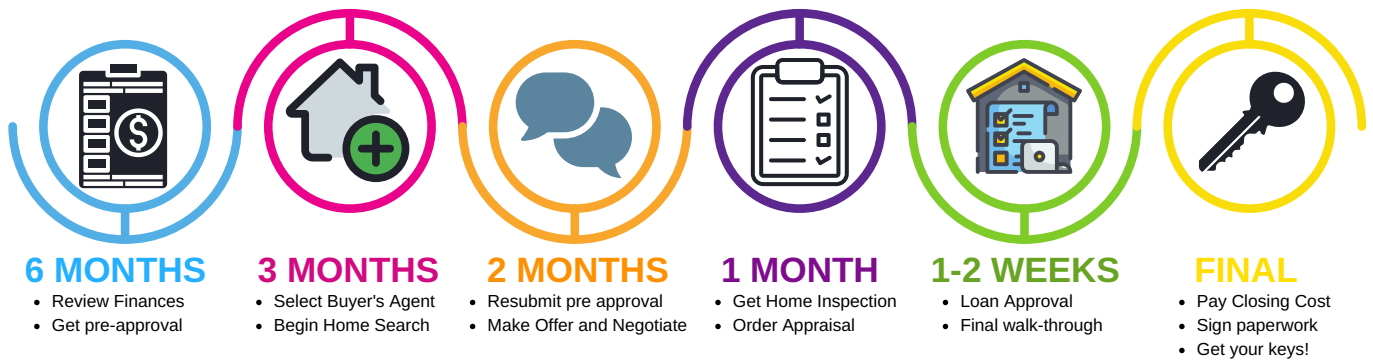 6 MONTHS
• Review Finances
• Get pre-approval
3 MONTHS
• Select Buyer's Agent
• Begin Home Search
2 MONTHS
• Resubmit pre approval
• Make Offer and Negotiate
1 MONTH
• Get Home Inspection
• Order Appraisal
1-2 WEEKS
• Loan Approval
• Final walk-through
FINAL
• Pay Closing Cost
• Sign paperwork
• Get your keys!